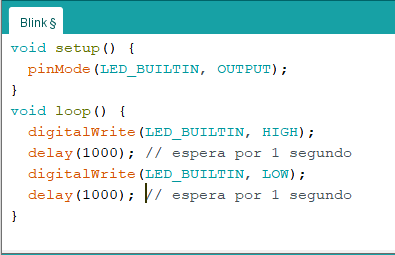 Blink §
void setup() {
  pinMode(LED_BUILTIN, OUTPUT);
}
void loop() {
  digitalWrite(LED_BUILTIN, HIGH);
  delay(1000); // espera por 1 segundo
  digitalWrite(LED_BUILTIN, LOW);
  delay(1000); // espera por 1 segundo
}